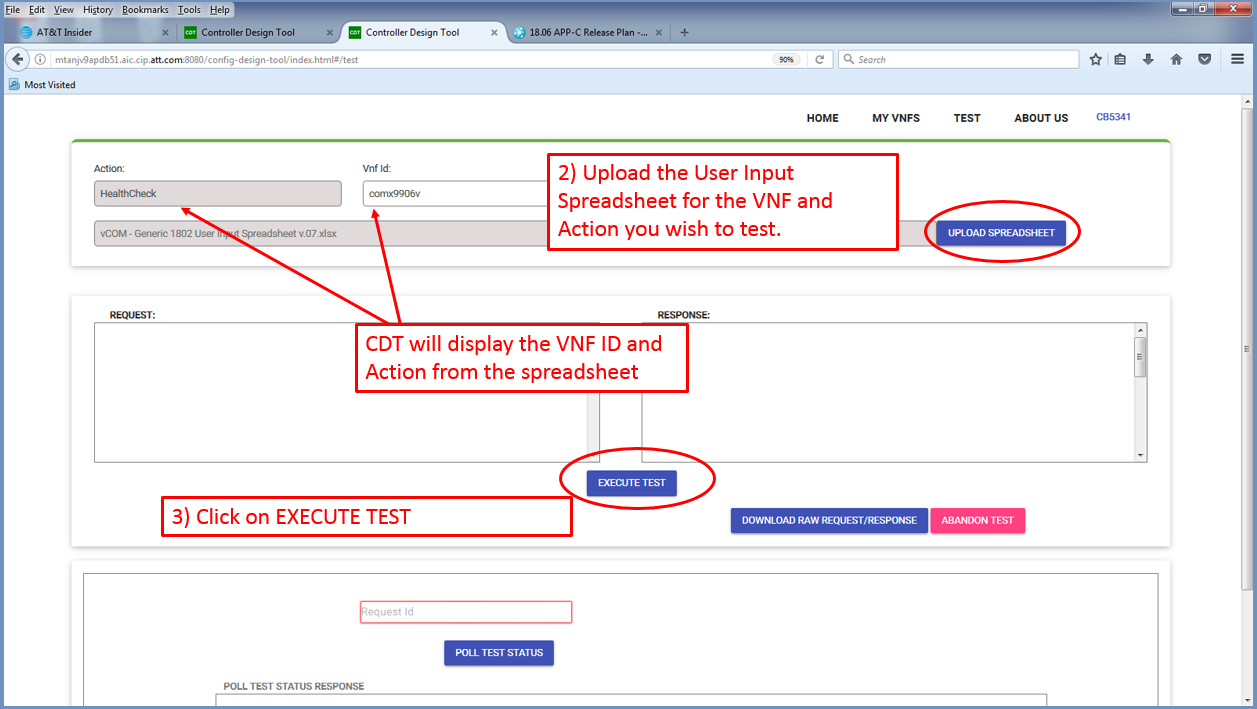 File Edit View History Bookmarks Tools Help
AT&T Insider
CDT Controller Design Tool
CDT Controller Design Tool
18.06 APP-C Release Plan -...
mtanjv9apdb51.aic.cip.att.com:8080/config-design-tool/index.html#/test
90%
Search
Most Visited
HOME MY VNFS TEST ABOUT US CB5341
Action: Vnf Id:
HealthCheck comx9906v
2) Upload the User Input
Spreadsheet for the VNF and
Action you wish to test.
vCOM - Generic 1802 User Input Spreadsheet v.07.xlsx
UPLOAD SPREADSHEET
REQUEST: RESPONSE:
CDT will display the VNF ID and
Action from the spreadsheet
EXECUTE TEST
3) Click on EXECUTE TEST
DOWNLOAD RAW REQUEST/RESPONSE ABANDON TEST
Request Id
POLL TEST STATUS
POLL TEST STATUS RESPONSE